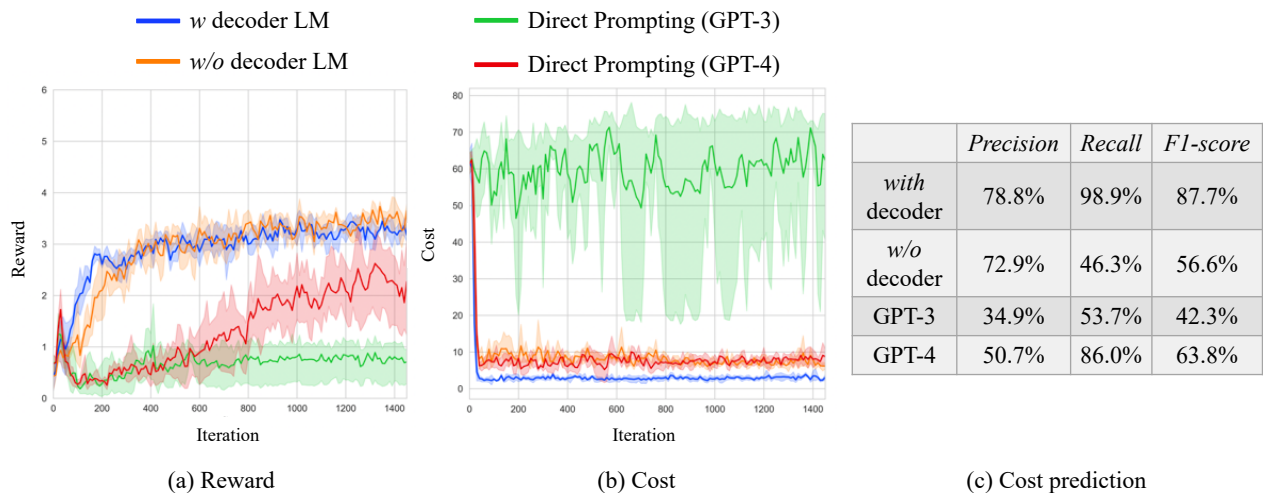 w decoder LM
w/o decoder LM
Direct Prompting (GPT-3)
Direct Prompting (GPT-4)
6
5
4
3
2
1
0
Reward
0 200 400 600 800 1000 1200 1400
Iteration
(a) Reward
80
70
60
50
40
30
20
10
0
Cost
0 200 400 600 800 1000 1200 1400
Iteration
(b) Cost
Precision Recall F1-score
with
decoder 78.8% 98.9% 87.7%
w/o
decoder 72.9% 46.3% 56.6%
GPT-3 34.9% 53.7% 42.3%
GPT-4 50.7% 86.0% 63.8%
(c) Cost prediction